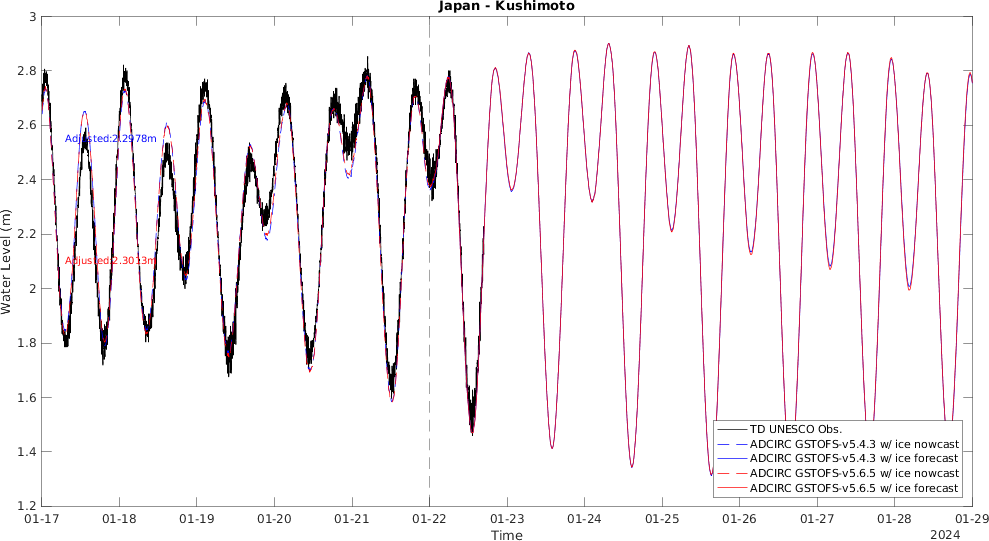 Japan - Kushimoto
3
2.8
2.6
2.4
2.2
2
1.8
1.6
1.4
1.2
Water Level (m)
Adjusted:2.2978m
Adjusted:2.3013m
TD UNESCO Obs.
ADCIRC GSTOFS-v5.4.3 w/ ice nowcast
ADCIRC GSTOFS-v5.4.3 w/ ice forecast
ADCIRC GSTOFS-v5.6.5 w/ ice nowcast
ADCIRC GSTOFS-v5.6.5 w/ ice forecast
01-17 01-18 01-19 01-20 01-21 01-22 01-23 01-24 01-25 01-26 01-27 01-28 01-29
Time
2024